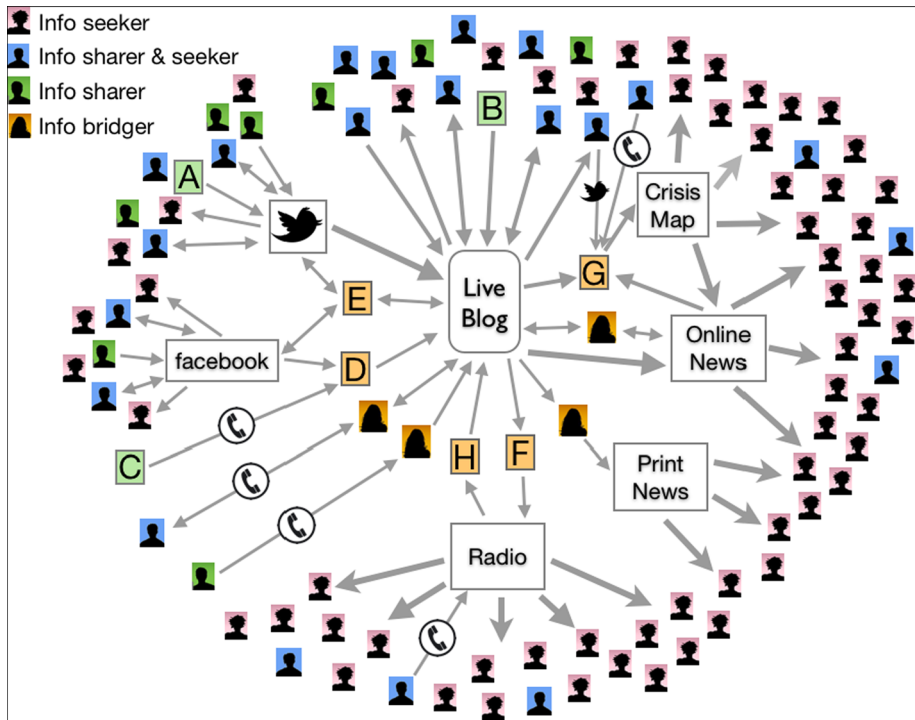 Info seeker
Info sharer & seeker
Info sharer
Info bridger
A
B
Crisis
Map
G
Live
Blog
E
facebook
D
Online
News
C
H
F
Print
News
Radio